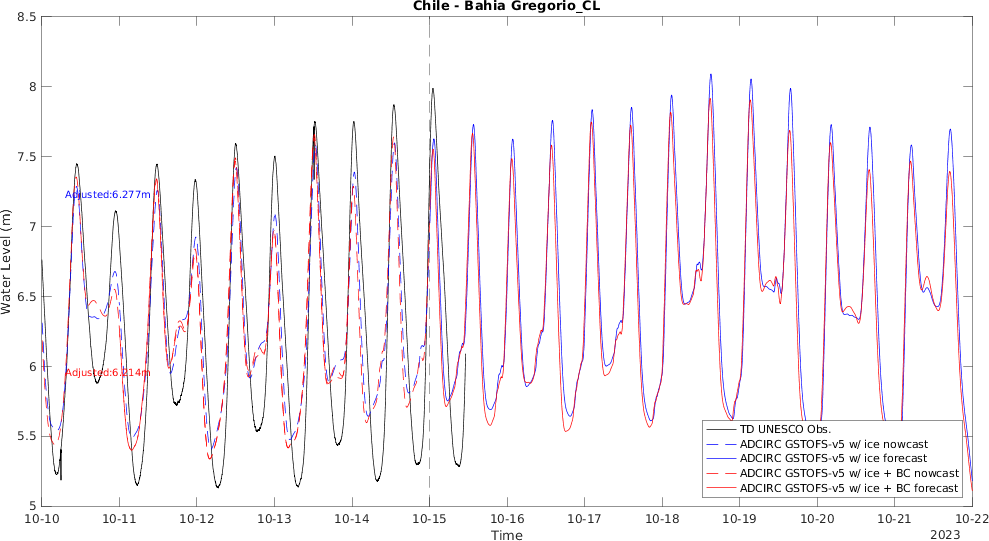 Chile - Bahia Gregorio_CL
8.5
8
7.5
7
6.5
6
5.5
5
Water Level (m)
Adjusted:6.277m
Adjusted:6.214m
TD UNESCO Obs.
ADCIRC GSTOFS-v5 w/ ice nowcast
ADCIRC GSTOFS-v5 w/ ice forecast
ADCIRC GSTOFS-v5 w/ ice + BC nowcast
ADCIRC GSTOFS-v5 w/ ice + BC forecast
10-10 10-11 10-12 10-13 10-14 10-15 10-16 10-17 10-18 10-19 10-20 10-21 10-22
Time
2023